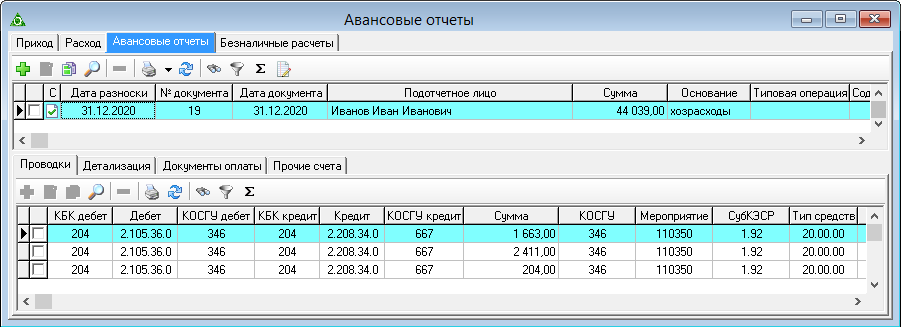 Авансовые отчеты
Приход Расход Авансовые отчеты Безналичные расчеты
Σ
С Дата разноски № документа Дата документа Подотчетное лицо Сумма Основание Типовая операция Сод
31.12.2020 19 31.12.2020 Иванов Иван Иванович 44 039,00 хозрасходы
Проводки Детализация Документы оплаты Прочие счета
Σ
КБК дебет Дебет КОСГУ дебет КБК кредит Кредит КОСГУ кредит Сумма КОСГУ Мероприятие СубКЭСР Тип средств
204 2.105.36.0 346 204 2.208.34.0 667 1 663,00 346 110350 1.92 20.00.00
204 2.105.36.0 346 204 2.208.34.0 667 2 411,00 346 110350 1.92 20.00.00
204 2.105.36.0 346 204 2.208.34.0 667 204,00 346 110350 1.92 20.00.00